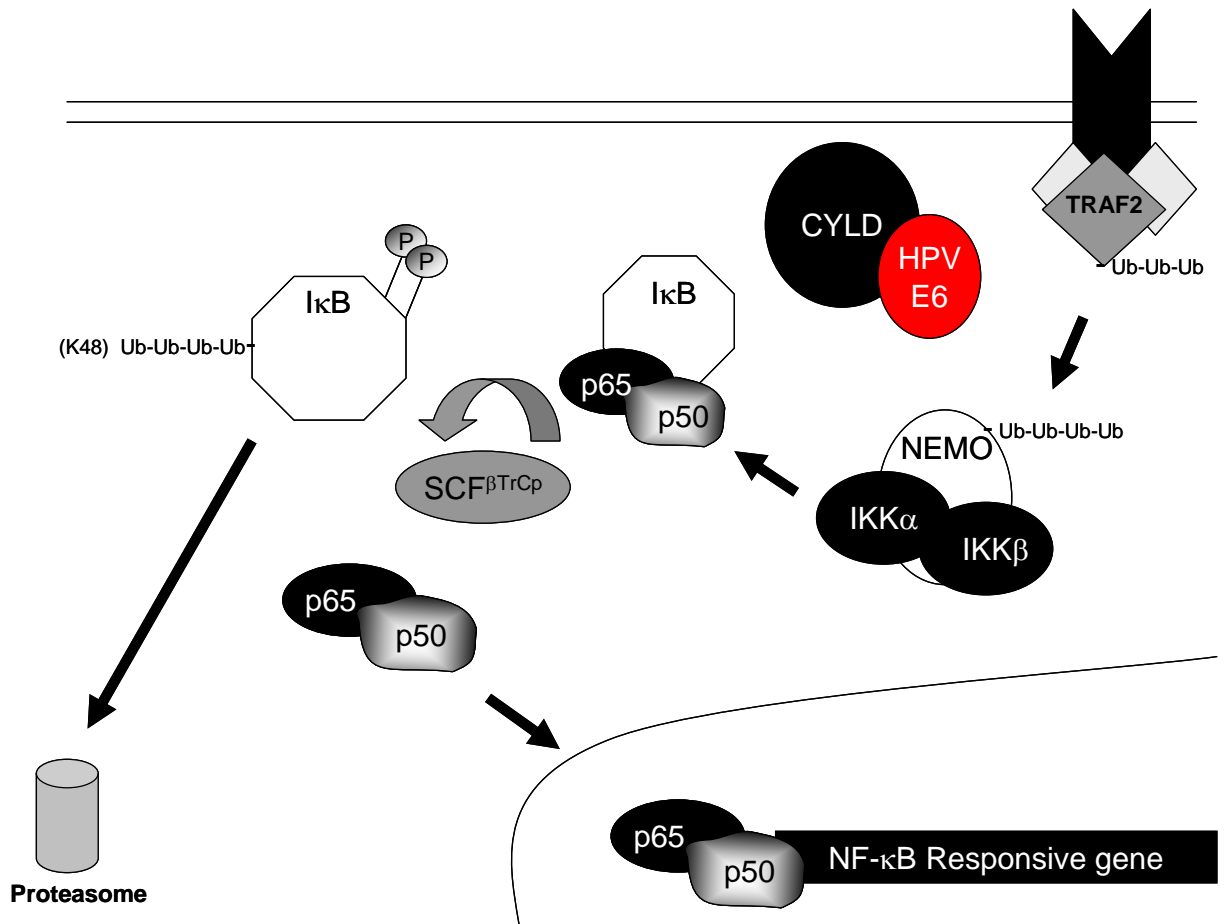 TRAF2
Ub-Ub-Ub
CYLD
HPV
E6
P
P
IκB
(K48) Ub-Ub-Ub-Ub
IκB
p65
p50
SCFβTrCp
NEMO
Ub-Ub-Ub-Ub
IKKα
IKKβ
p65
p50
Proteasome
p65
p50
NF-κB Responsive gene